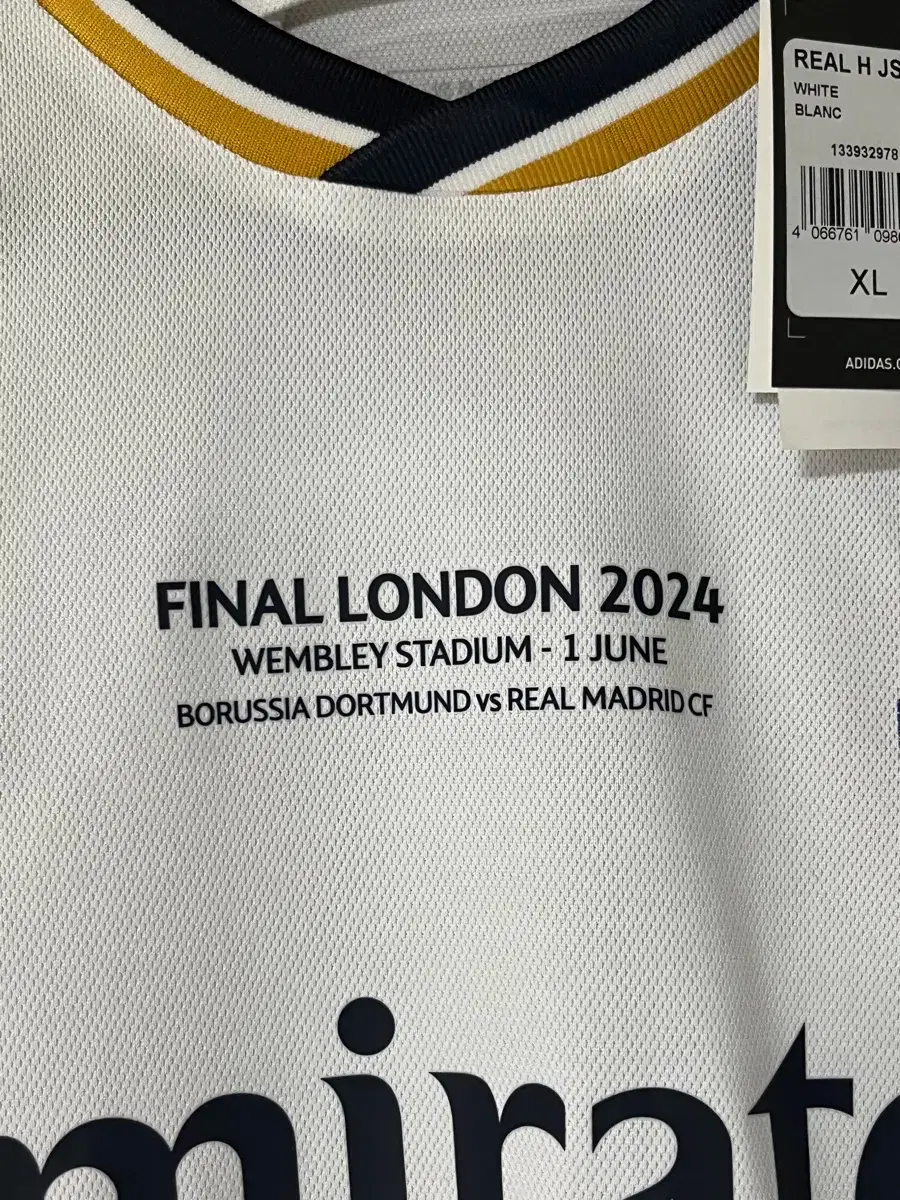 REAL H JS
WHITE
BLANC
133932978
4 066761 098
XL
ADIDAS.
FINAL LONDON 2024
WEMBLEY STADIUM - 1 JUNE
BORUSSIA DORTMUND vs REAL MADRID CF
mirate